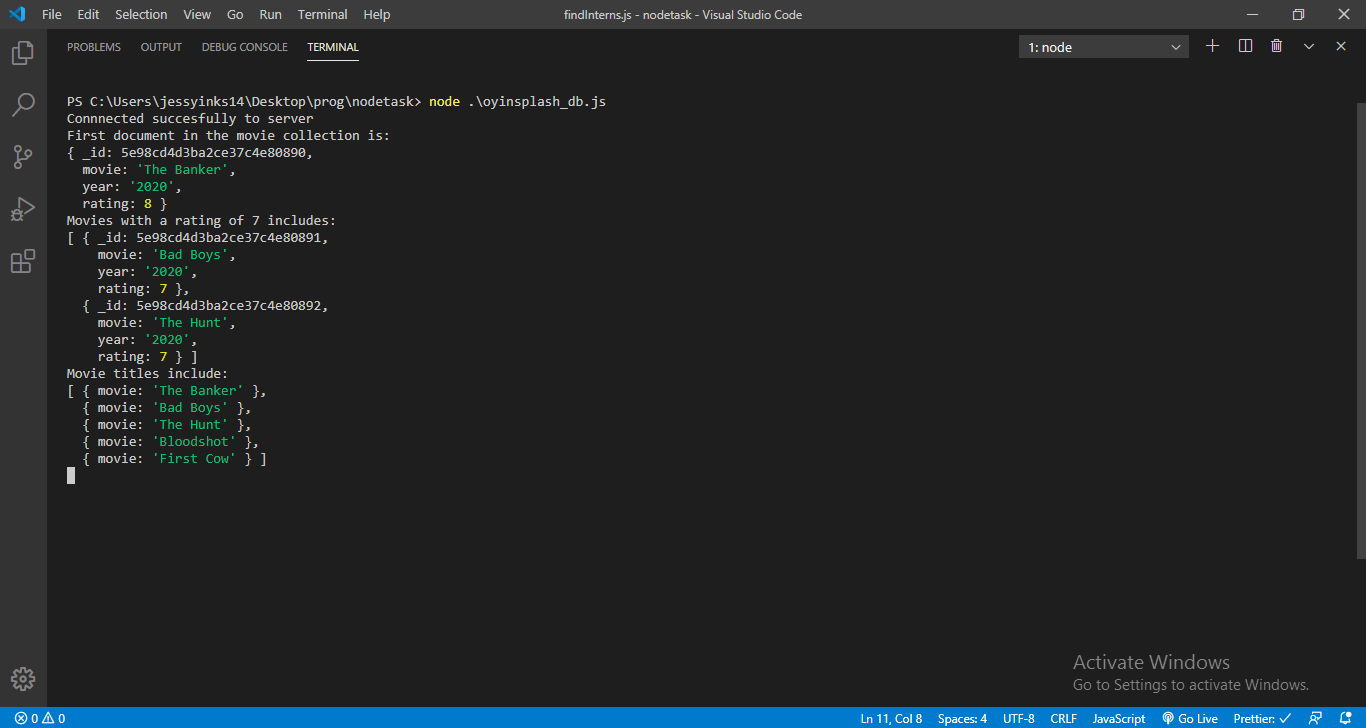 File Edit Selection View Go Run Terminal Help findInterns.js - nodetask - Visual Studio Code
PROBLEMS OUTPUT DEBUG CONSOLE TERMINAL 1: node
PS C:\Users\jessyinks14\Desktop\prog\nodetask> node .\oyinsplash_db.js
Connnected succesfully to server
First document in the movie collection is:
{ _id: 5e98cd4d3ba2ce37c4e80890,
movie: 'The Banker',
year: '2020',
rating: 8 }
Movies with a rating of 7 includes:
[ { _id: 5e98cd4d3ba2ce37c4e80891,
movie: 'Bad Boys',
year: '2020',
rating: 7 },
{ _id: 5e98cd4d3ba2ce37c4e80892,
movie: 'The Hunt',
year: '2020',
rating: 7 } ]
Movie titles include:
[ { movie: 'The Banker' },
{ movie: 'Bad Boys' },
{ movie: 'The Hunt' },
{ movie: 'Bloodshot' },
{ movie: 'First Cow' } ]
Activate Windows
Go to Settings to activate Windows.
0 0 Ln 11, Col 8 Spaces: 4 UTF-8 CRLF JavaScript Go Live Prettier: ✓